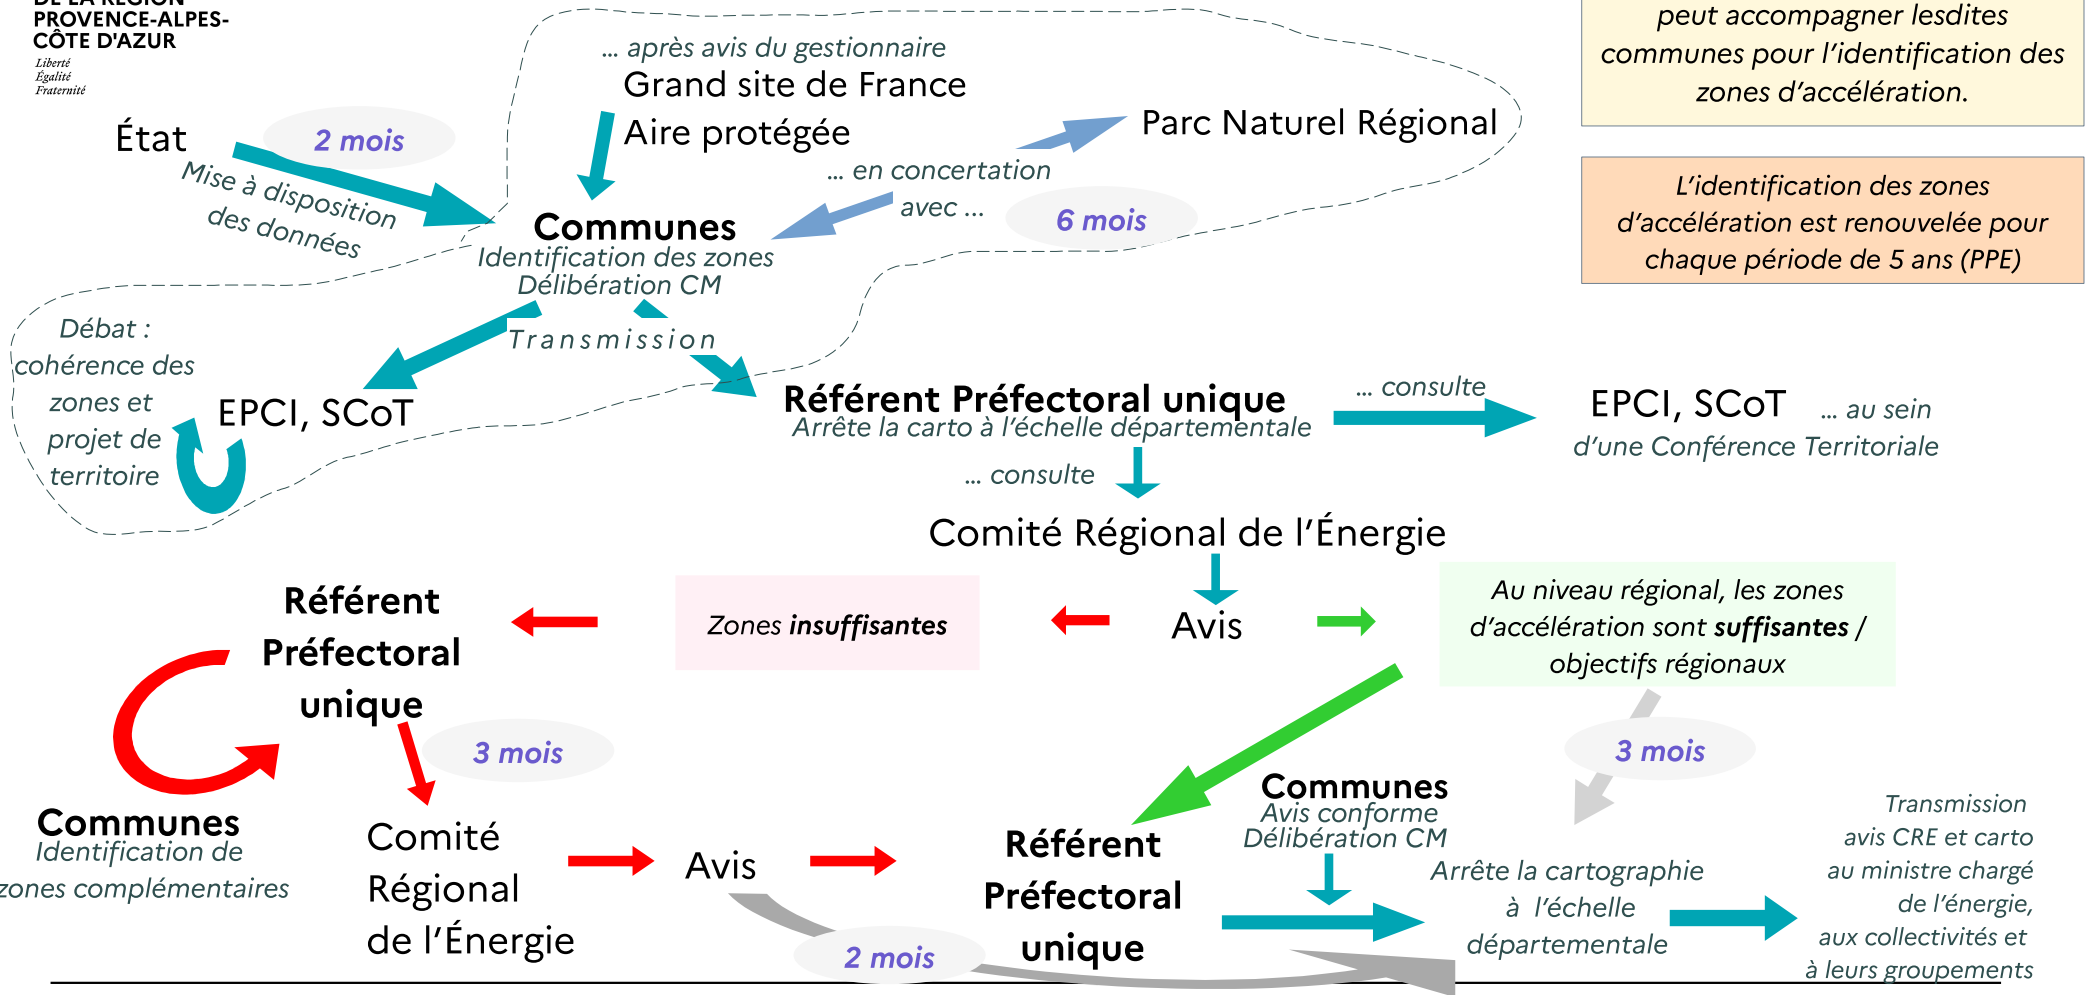 DE LA RÉGION
PROVENCE-ALPES-
CÔTE D'AZUR
Liberté
Égalité
Fraternité
peut accompagner lesdites
communes pour l'identification des
zones d'accélération.
L'identification des zones
d'accélération est renouvelée pour
chaque période de 5 ans (PPE)
... après avis du gestionnaire
Grand site de France
Aire protégée
Parc Naturel Régional
État
2 mois
Mise à disposition
des données
... en concertation
avec ...
6 mois
Communes
Identification des zones
Délibération CM
Transmission
Débat :
cohérence des
zones et
projet de
territoire
EPCI, SCoT
Référent Préfectoral unique
Arrête la carto à l'échelle départementale
... consulte
EPCI, SCoT ... au sein
d'une Conférence Territoriale
... consulte
Comité Régional de l'Énergie
Avis
Zones insuffisantes
Au niveau régional, les zones
d'accélération sont suffisantes /
objectifs régionaux
Référent
Préfectoral
unique
3 mois
3 mois
Communes
Identification de
zones complémentaires
Comité
Régional
de l'Énergie
Avis
2 mois
Référent
Préfectoral
unique
Communes
Avis conforme
Délibération CM
Arrête la cartographie
à l'échelle
départementale
Transmission
avis CRE et carto
au ministre chargé
de l'énergie,
aux collectivités et
à leurs groupements